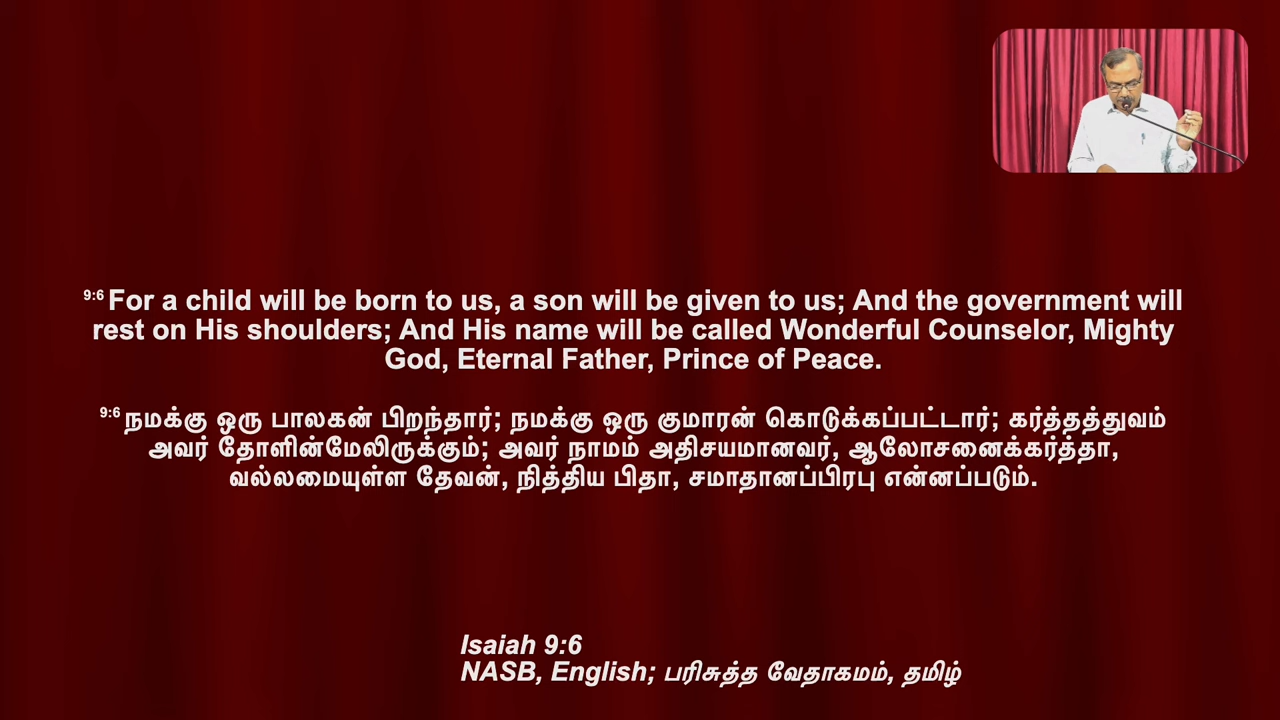 9:6 For a child will be born to us, a son will be given to us; And the government will
rest on His shoulders; And His name will be called Wonderful Counselor, Mighty
God, Eternal Father, Prince of Peace.
9:6 நமக்கு ஒரு பாலகன் பிறந்தார்; நமக்கு ஒரு குமாரன் கொடுக்கப்பட்டார்; கர்த்தத்துவம்
அவர் தோளின்மேலிருக்கும்; அவர் நாமம் அதிசயமானவர், ஆலோசனைக்கர்த்தா,
வல்லமையுள்ள தேவன், நித்திய பிதா, சமாதானப்பிரபு என்னப்படும்.
Isaiah 9:6
NASB, English; பரிசுத்த வேதாகமம், தமிழ்